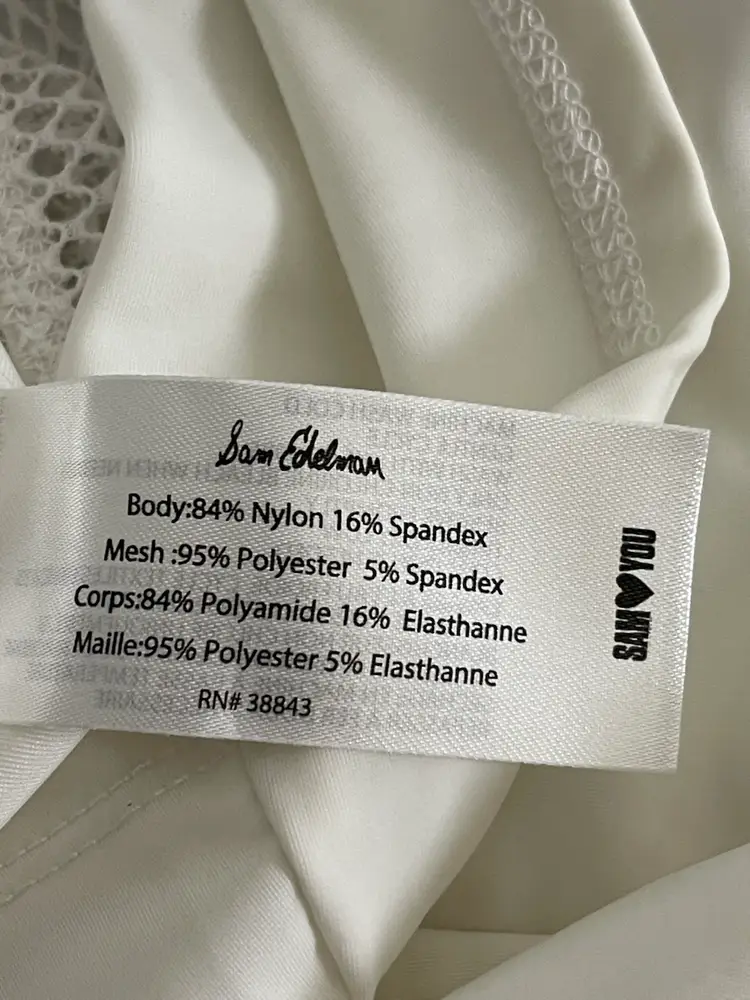 Sam Edelman
Body:84% Nylon 16% Spandex
Mesh :95% Polyester 5% Spandex
Corps:84% Polyamide 16% Elasthanne
Maille:95% Polyester 5% Elasthanne
RN# 38843
SAM♥YOU